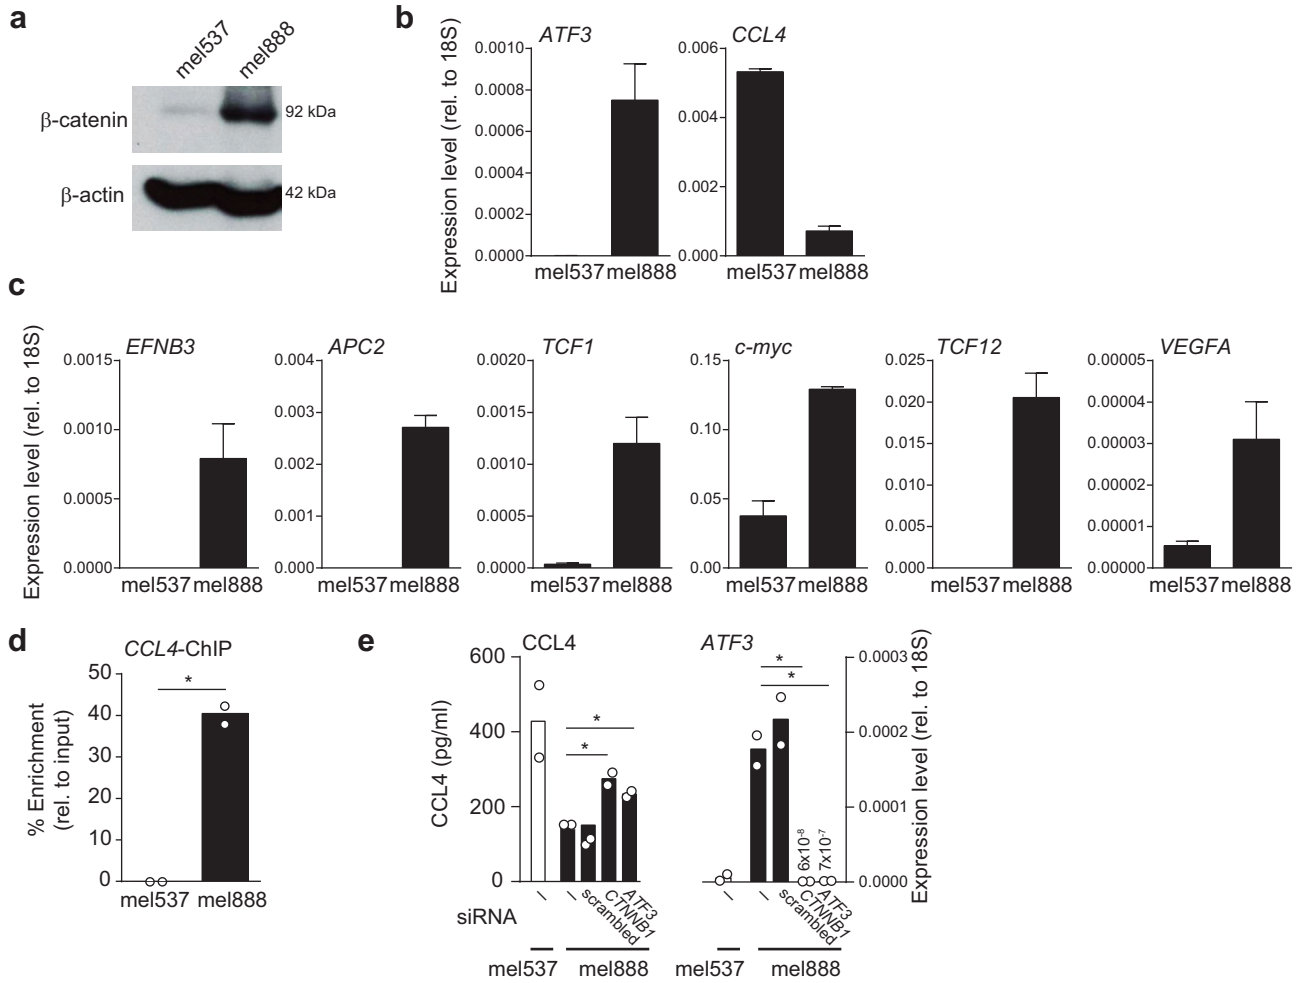 a
mel537
mel888
β-catenin
92 kDa
β-actin
42 kDa
b
Expression level (rel. to 18S)
ATF3
0.0010
0.0008
0.0006
0.0004
0.0002
0.0000
mel537 mel888
CCL4
0.006
0.004
0.002
0.000
mel537 mel888
c
Expression level (rel. to 18S)
EFNB3
0.0015
0.0010
0.0005
0.0000
mel537 mel888
APC2
0.004
0.003
0.002
0.001
0.000
mel537 mel888
TCF1
0.0020
0.0015
0.0010
0.0005
0.0000
mel537 mel888
c-myc
0.15
0.10
0.05
0.00
mel537 mel888
TCF12
0.025
0.020
0.015
0.010
0.005
0.000
mel537 mel888
VEGFA
0.00005
0.00004
0.00003
0.00002
0.00001
0.00000
mel537 mel888
d
CCL4-ChIP
% Enrichment
(rel. to input)
50
40
30
20
10
0
*
mel537 mel888
e
CCL4
CCL4 (pg/ml)
600
400
200
0
*
*
siRNA
/
/
scrambled
CTNNB1
ATF3
mel537
mel888
ATF3
*
*
6x10⁻⁸
7x10⁻⁷
0.0003
0.0002
0.0001
0.0000
Expression level (rel. to 18S)
/
/
scrambled
CTNNB1
ATF3
mel537
mel888